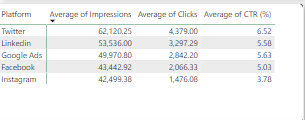 Platform Average of Impressions Average of Clicks Average of CTR (%)
Twitter 62,120.25 4,379.00 6.52
Linkedin 53,536.00 3,297.29 5.58
Google Ads 49,970.80 2,842.20 5.63
Facebook 43,442.92 2,066.33 5.03
Instagram 42,499.38 1,476.08 3.78